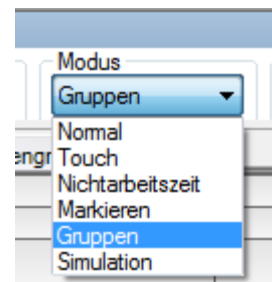 Modus
Gruppen
Normal
Touch
Nichtarbeitszeit
Markieren
Gruppen
Simulation